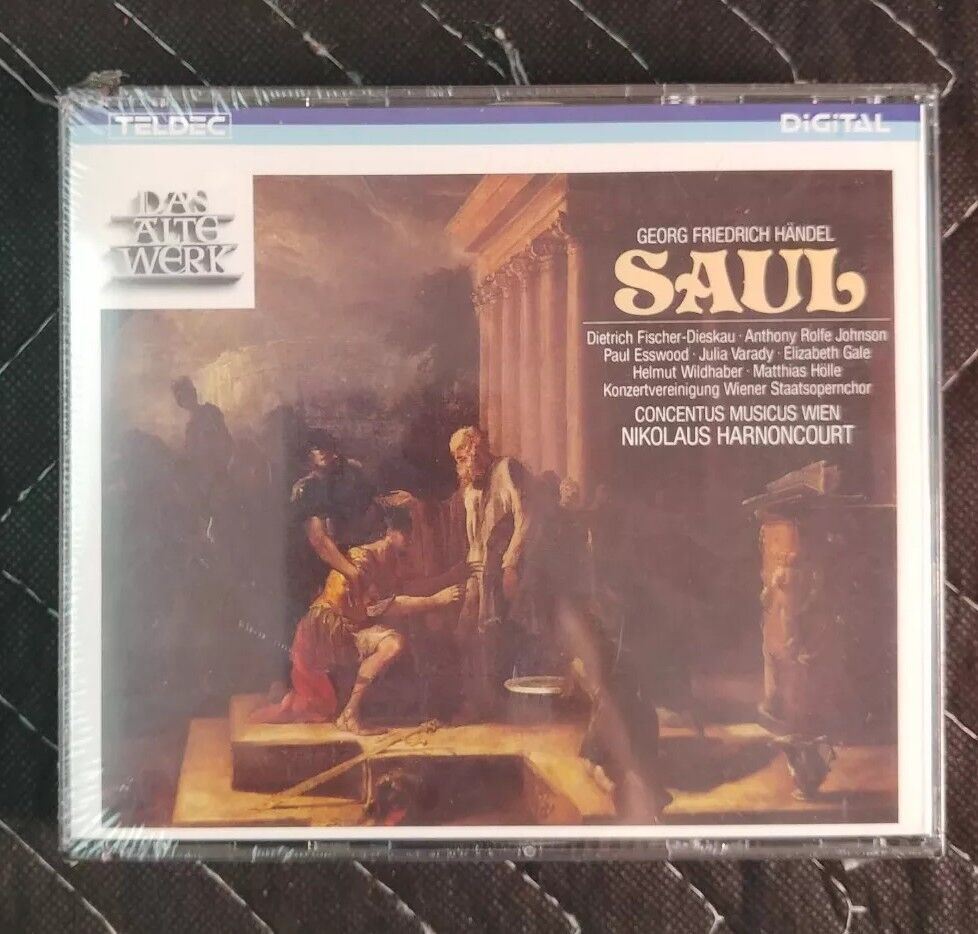 TELDEC
DiGiTAL
DAS
ALTE
WERK
GEORG FRIEDRICH HÄNDEL
SAUL
Dietrich Fischer-Dieskau · Anthony Rolfe Johnson
Paul Esswood · Julia Varady · Elizabeth Gale
Helmut Wildhaber · Matthias Hölle
Konzertvereinigung Wiener Staatsopernchor
CONCENTUS MUSICUS WIEN
NIKOLAUS HARNONCOURT